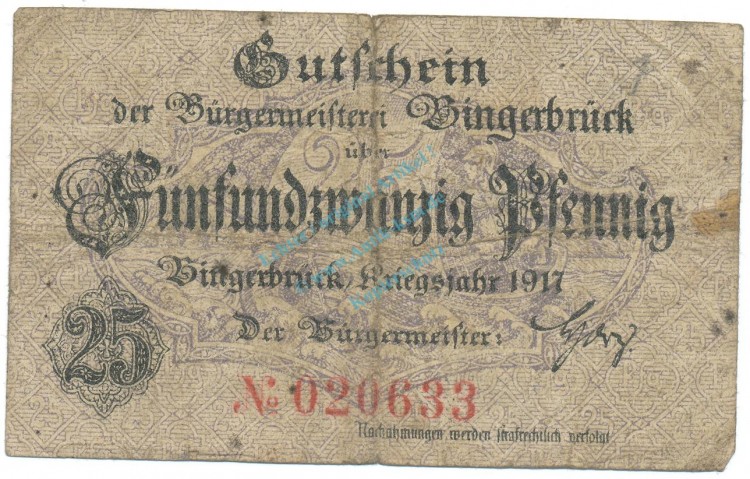 Gutschein
der Bürgermeisterei Bingerbrück
über
Fünfundzwanzig Pfennig
Bingerbrück, Kriegsjahr 1917
Der Bürgermeister:
25
№ 020633
Nachahmungen werden strafrechtlich verfolgt